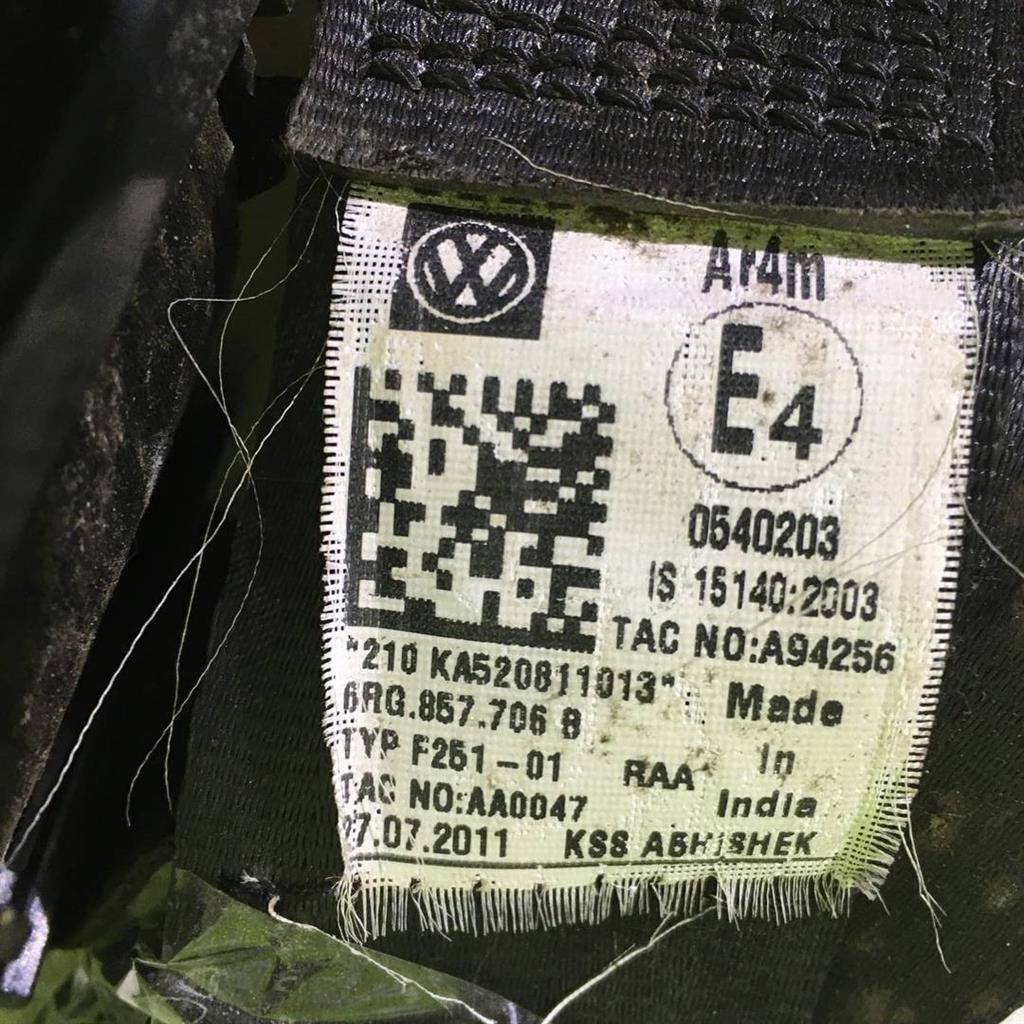 Ar4m
E4
0540203
IS 15140:2003
TAC NO:A94256
*210 KA520811013*
6RG.857.706 B
TYP F251-01
RAA
TAC NO:AA0047
27.07.2011
KSS ABHISHEK
Made
In
India